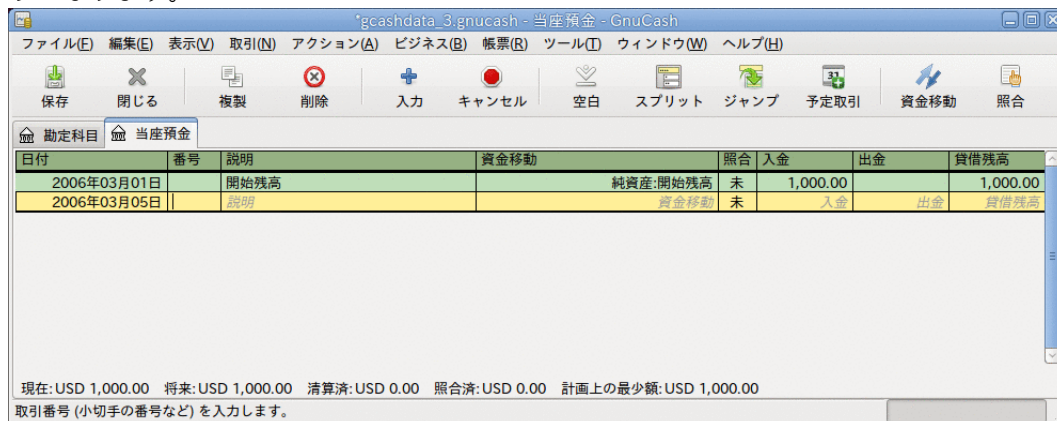 *gcashdata_3.gnucash - 当座預金 - GnuCash
ファイル(F) 編集(E) 表示(V) 取引(N) アクション(A) ビジネス(B) 帳票(R) ツール(T) ウィンドウ(W) ヘルプ(H)
保存 閉じる 複製 削除 入力 キャンセル 空白 スプリット ジャンプ 予定取引 資金移動 照合
勘定科目 当座預金
日付 番号 説明 資金移動 照合 入金 出金 貸借残高
2006年03月01日 開始残高 純資産:開始残高 未 1,000.00 1,000.00
2006年03月05日 説明 資金移動 未 入金 出金 貸借残高
現在:USD 1,000.00 将来:USD 1,000.00 清算済:USD 0.00 照合済:USD 0.00 計画上の最少額:USD 1,000.00
取引番号 (小切手の番号など) を入力します。